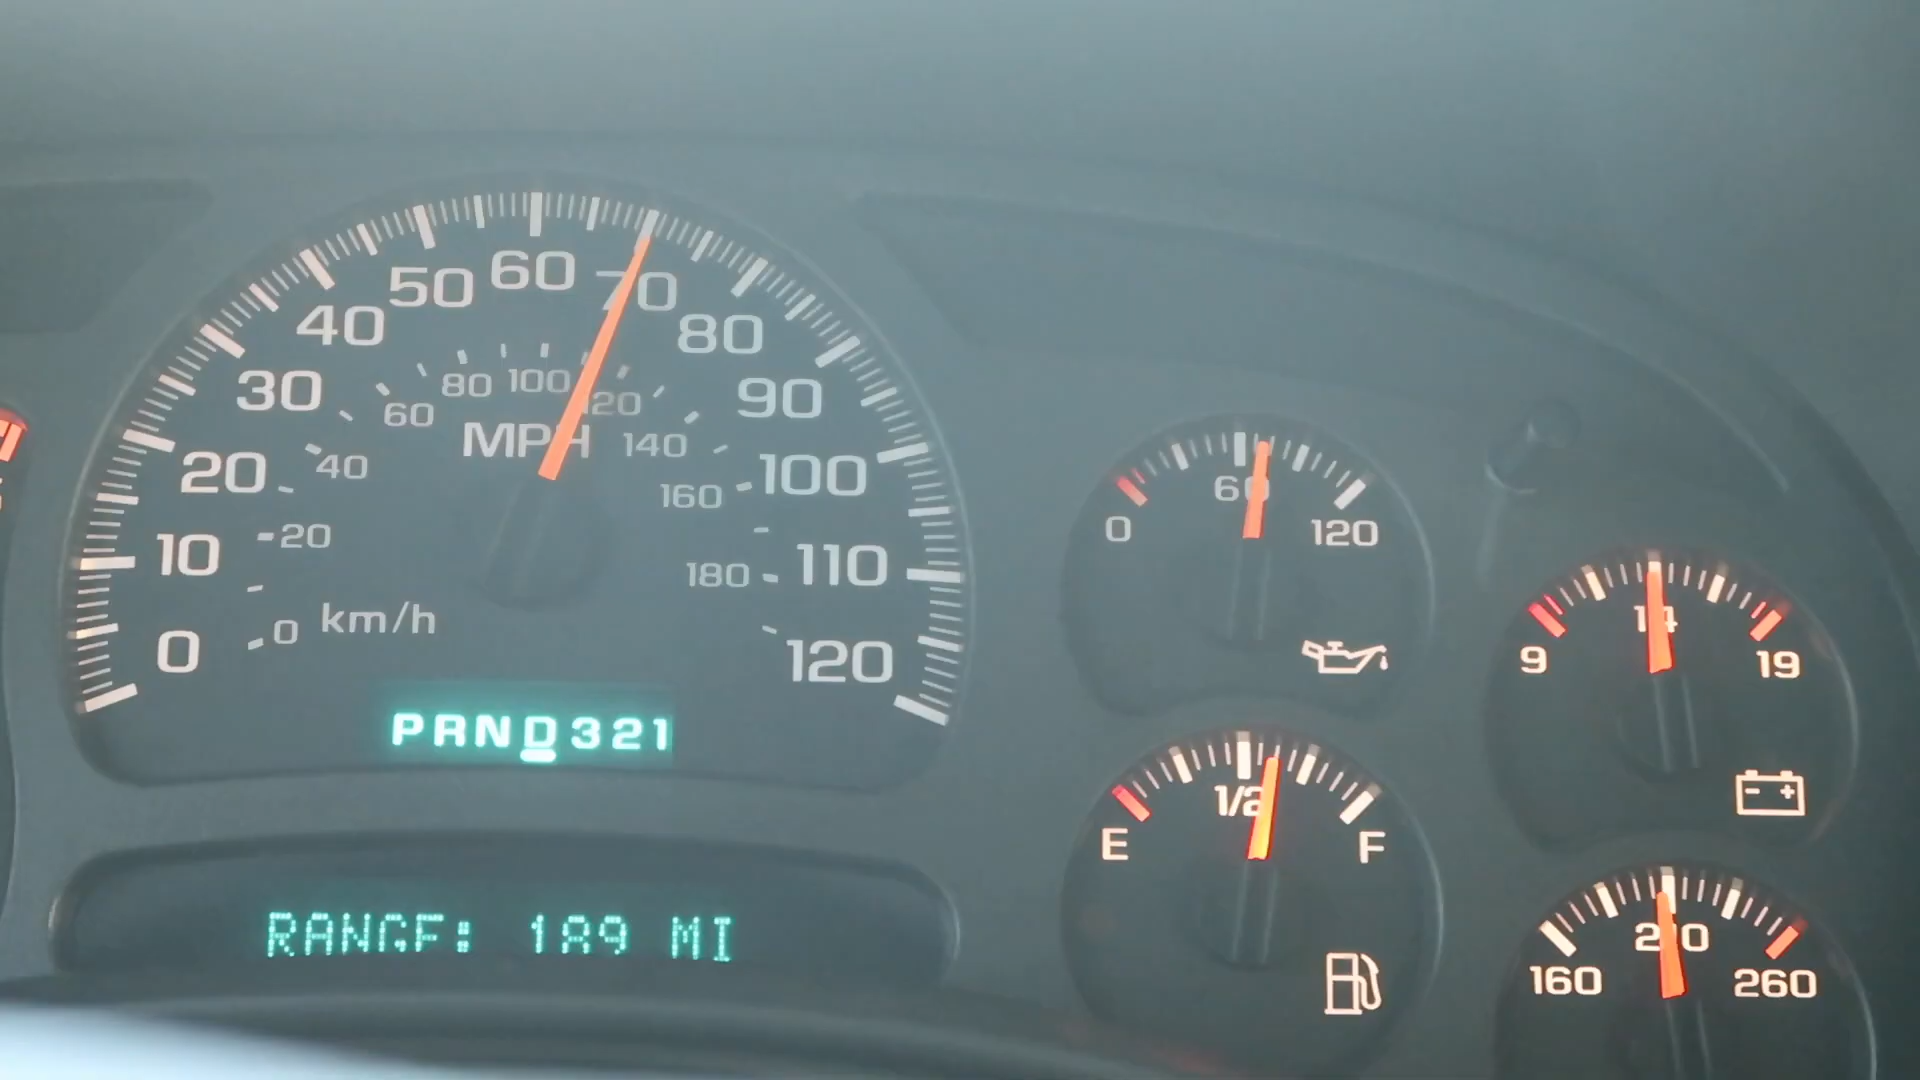 0 10 20 30 40 50 60 70 80 90 100 110 120
MPH
0 20 40 60 80 100 120 140 160 180
km/h
PRND321
RANGE: 189 MI
0 60 120
E 1/2 F
9 14 19
160 210 260